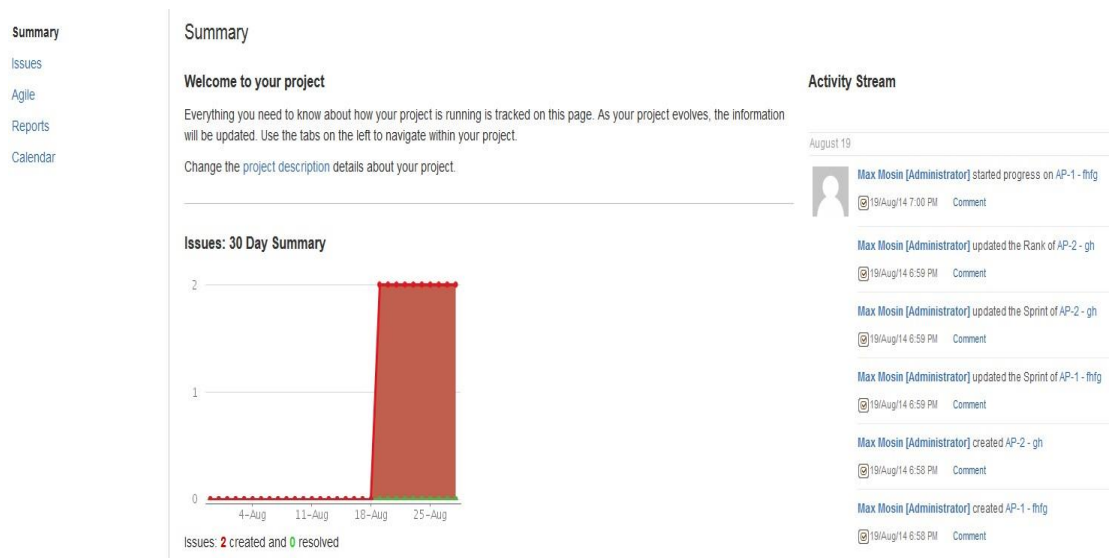 Summary
Issues
Agile
Reports
Calendar
Summary
Welcome to your project
Everything you need to know about how your project is running is tracked on this page. As your project evolves, the information
will be updated. Use the tabs on the left to navigate within your project.
Change the project description details about your project.
Issues: 30 Day Summary
2
1
0
4-Aug 11-Aug 18-Aug 25-Aug
Issues: 2 created and 0 resolved
Activity Stream
August 19
Max Mosin [Administrator] started progress on AP-1 - fhfg
19/Aug/14 7:00 PM Comment
Max Mosin [Administrator] updated the Rank of AP-2 - gh
19/Aug/14 6:59 PM Comment
Max Mosin [Administrator] updated the Sprint of AP-2 - gh
19/Aug/14 6:59 PM Comment
Max Mosin [Administrator] updated the Sprint of AP-1 - fhfg
19/Aug/14 6:59 PM Comment
Max Mosin [Administrator] created AP-2 - gh
19/Aug/14 6:58 PM Comment
Max Mosin [Administrator] created AP-1 - fhfg
19/Aug/14 6:58 PM Comment